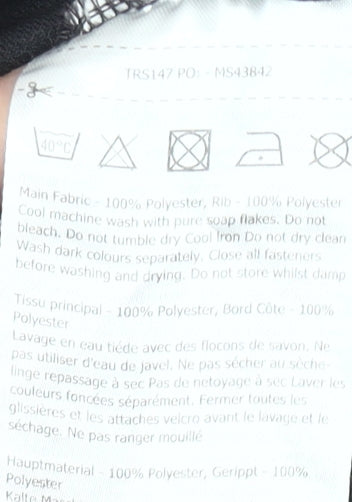 TRS147 PO: - MS43842
40°C
Main Fabric - 100% Polyester, Rib - 100% Polyester
Cool machine wash with pure soap flakes. Do not
bleach. Do not tumble dry Cool Iron Do not dry clean
Wash dark colours separately. Close all fasteners
before washing and drying. Do not store whilst damp
Tissu principal - 100% Polyester, Bord Côte - 100%
Polyester
Lavage en eau tiéde avec des flocons de savon. Ne
pas utiliser d'eau de javel. Ne pas sécher au sèche-
linge repassage à sec Pas de netoyage à sec Laver les
couleurs foncées séparément. Fermer toutes les
glissières et les attaches velcro avant le lavage et le
séchage. Ne pas ranger mouillé
Hauptmaterial - 100% Polyester, Gerippt - 100%
Polyester
Kalte